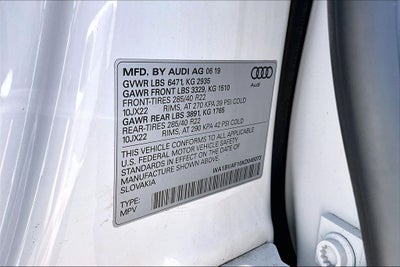 MFD. BY AUDI AG 06 19
GVWR LBS 6471, KG 2935
GAWR FRONT LBS 3329, KG 1510
FRONT-TIRES 285/40 R22
10JX22 RIMS, AT 270 KPA 39 PSI COLD
GAWR REAR LBS 3891, KG 1765
REAR-TIRES 285/40 R22
10JX22 RIMS, AT 290 KPA 42 PSI COLD
THIS VEHICLE CONFORMS TO ALL APPLICABLE
U.S. FEDERAL MOTOR VEHICLE SAFETY
STANDARDS IN EFFECT ON THE DATE OF
MANUFACTURE SHOWN ABOVE.
SLOVAKIA
TYPE:
MPV